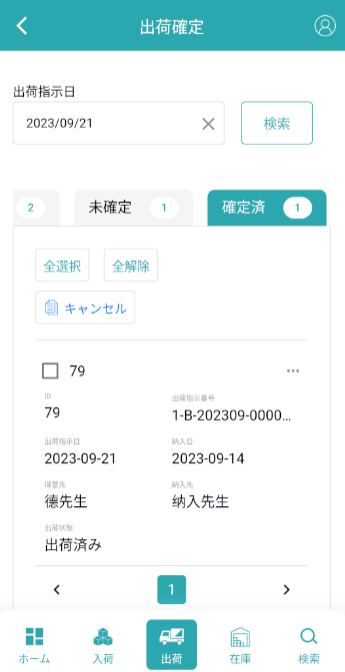 出荷確定
出荷指示日
2023/09/21
検索
2 未確定 1 確定済 1
全選択 全解除
キャンセル
79
ID 出荷指示番号
79 1-B-202309-0000...
出荷指示日 納入日
2023-09-21 2023-09-14
得意先 納入先
德先生 纳入先生
出荷状態
出荷済み
1
ホーム 入荷 出荷 在庫 検索